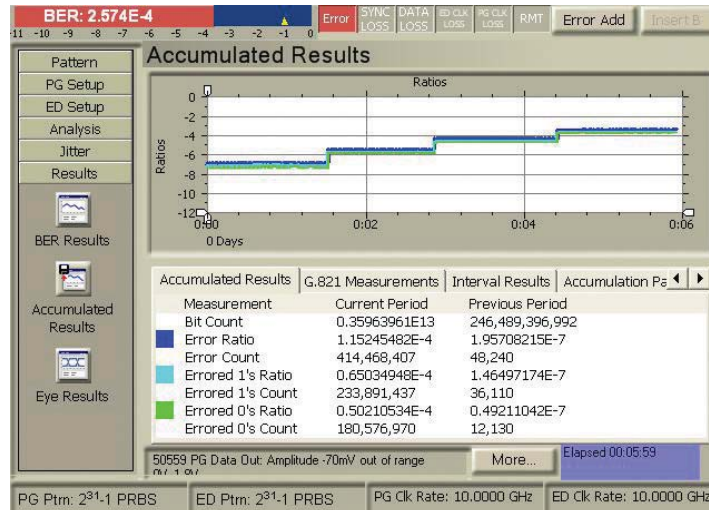 BER: 2.574E-4
-11 -10 -9 -8 -7 -6 -5 -4 -3 -2 -1 0
Error
SYNC LOSS
DATA LOSS
ED CLK LOSS
PG CLK LOSS
RMT
Error Add
Insert B
Pattern
PG Setup
ED Setup
Analysis
Jitter
Results
BER Results
Accumulated Results
Eye Results
Accumulated Results
Ratios
Ratios
0
-2
-4
-6
-8
-10
-12
0:00 0:02 0:04 0:06
0 Days
Accumulated Results G.821 Measurements Interval Results Accumulation Pa
Measurement Current Period Previous Period
Bit Count 0.35963961E13 246,489,396,992
Error Ratio 1.15245482E-4 1.95708215E-7
Error Count 414,468,407 48,240
Errored 1's Ratio 0.65034948E-4 1.46497174E-7
Errored 1's Count 233,891,437 36,110
Errored 0's Ratio 0.50210534E-4 0.49211042E-7
Errored 0's Count 180,576,970 12,130
50559 PG Data Out: Amplitude -70mV out of range
More...
Elapsed 00:05:59
PG Ptrn: 2^31-1 PRBS
ED Ptrn: 2^31-1 PRBS
PG Clk Rate: 10.0000 GHz
ED Clk Rate: 10.0000 GHz